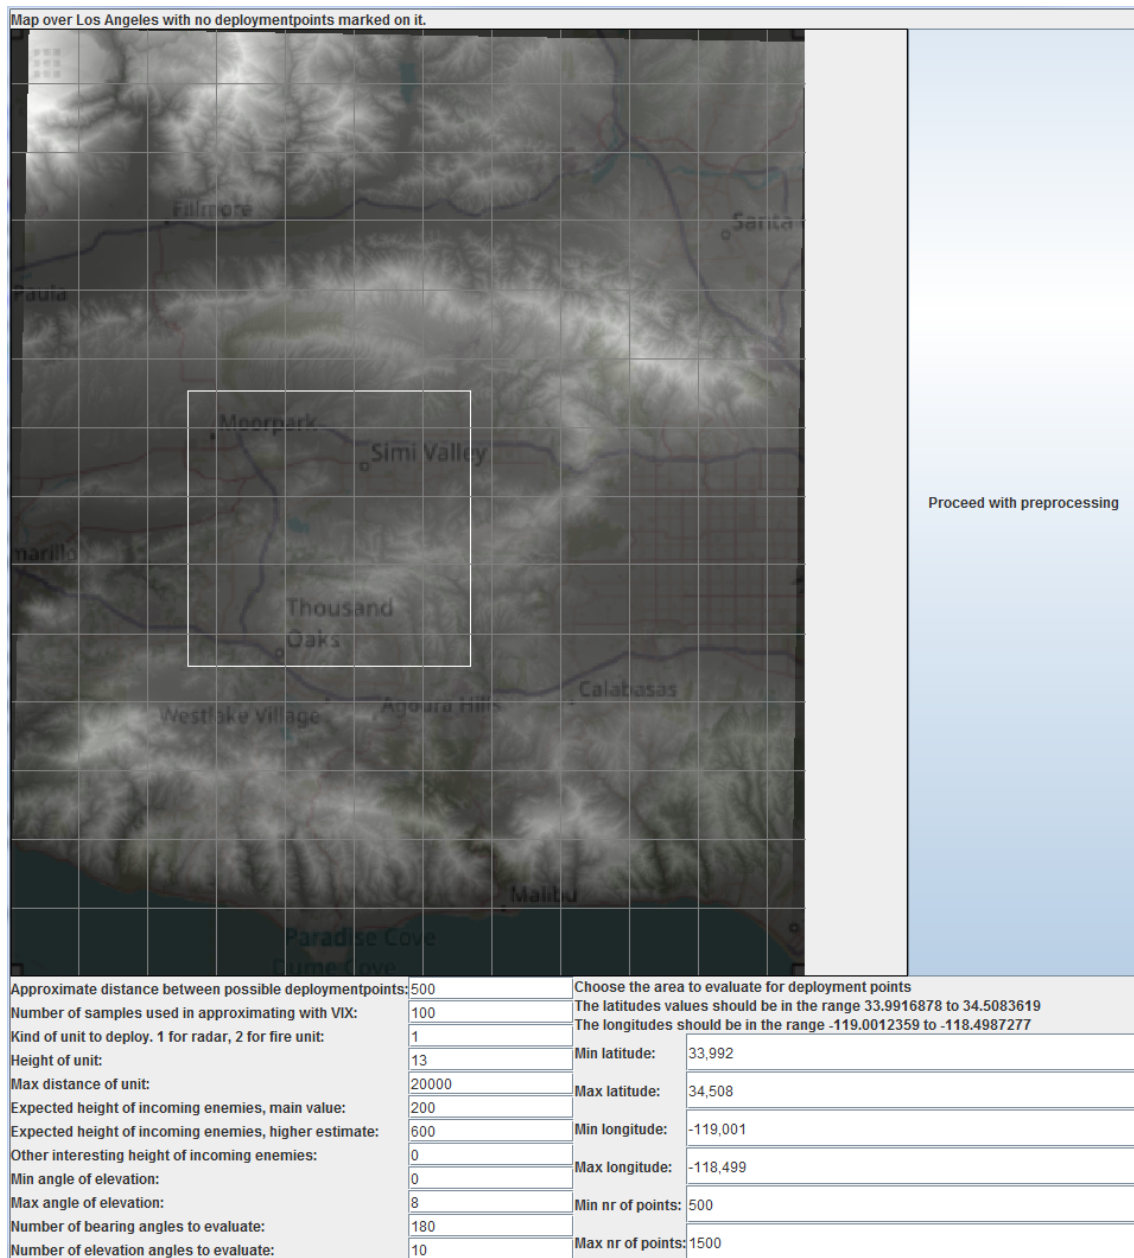 Map over Los Angeles with no deploymentpoints marked on it.
Fillmore
Santa
Paula
Moorpark
Simi Valley
Proceed with preprocessing
marillo
Thousand
Oaks
Calabasas
Westlake Village
Agoura Hills
Malibu
Paradise Cove
Dume Cove
Approximate distance between possible deploymentpoints: 500
Number of samples used in approximating with VIX: 100
Kind of unit to deploy. 1 for radar, 2 for fire unit: 1
Height of unit: 13
Max distance of unit: 20000
Expected height of incoming enemies, main value: 200
Expected height of incoming enemies, higher estimate: 600
Other interesting height of incoming enemies: 0
Min angle of elevation: 0
Max angle of elevation: 8
Number of bearing angles to evaluate: 180
Number of elevation angles to evaluate: 10
Choose the area to evaluate for deployment points
The latitudes values should be in the range 33.9916878 to 34.5083619
The longitudes should be in the range -119.0012359 to -118.4987277
Min latitude: 33,992
Max latitude: 34,508
Min longitude: -119,001
Max longitude: -118,499
Min nr of points: 500
Max nr of points: 1500